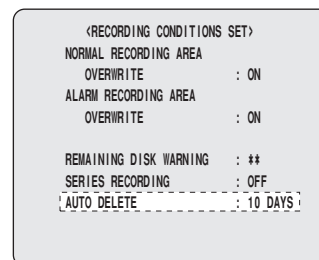 <RECORDING CONDITIONS SET>
NORMAL RECORDING AREA
OVERWRITE : ON
ALARM RECORDING AREA
OVERWRITE : ON
REMAINING DISK WARNING : **
SERIES RECORDING : OFF
AUTO DELETE : 10 DAYS